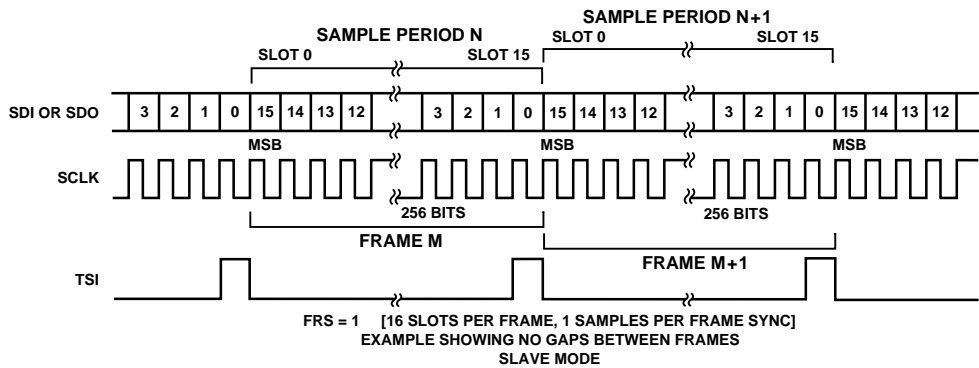 SAMPLE PERIOD N
SAMPLE PERIOD N+1
SLOT 0 SLOT 15 SLOT 0 SLOT 15
SDI OR SDO 3 2 1 0 15 14 13 12 3 2 1 0 15 14 13 12 3 2 1 0 15 14 13 12
MSB MSB MSB
SCLK
256 BITS 256 BITS
FRAME M
FRAME M+1
TSI
FRS = 1 [16 SLOTS PER FRAME, 1 SAMPLES PER FRAME SYNC]
EXAMPLE SHOWING NO GAPS BETWEEN FRAMES
SLAVE MODE